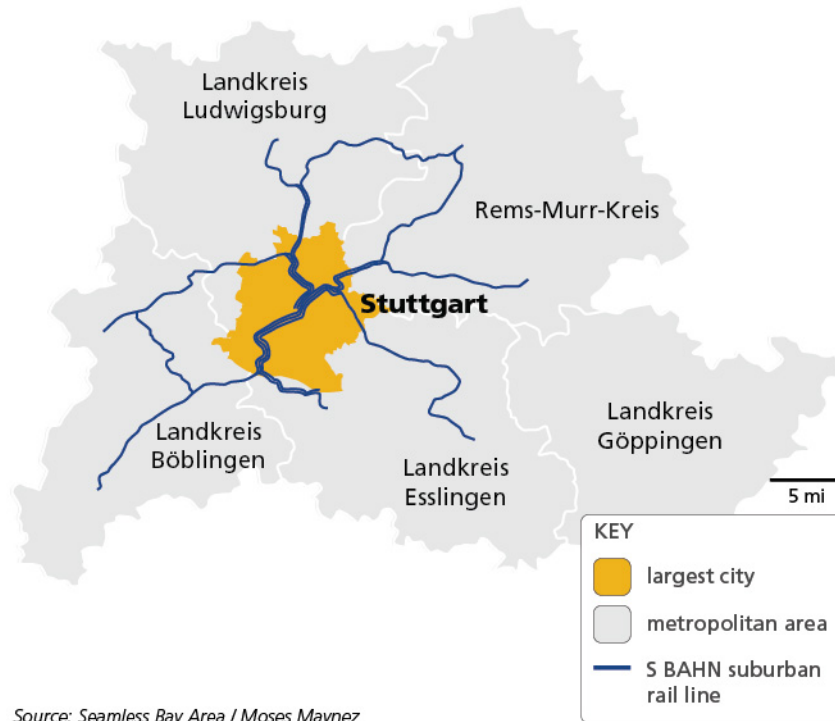 Landkreis
Ludwigsburg
Rems-Murr-Kreis
Stuttgart
Landkreis
Göppingen
Landkreis
Böblingen
Landkreis
Esslingen
5 mi
KEY
largest city
metropolitan area
S BAHN suburban
rail line
Source: Seamless Bay Area / Moses Maynez